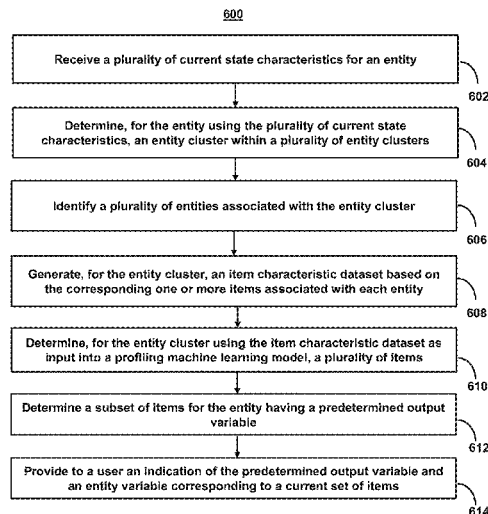 600
Receive a plurality of current state characteristics for an entity
602
Determine, for the entity using the plurality of current state
characteristics, an entity cluster within a plurality of entity clusters
604
Identify a plurality of entities associated with the entity cluster
606
Generate, for the entity cluster, an item characteristic dataset based on
the corresponding one or more items associated with each entity
608
Determine, for the entity cluster using the item characteristic dataset as
input into a profiling machine learning model, a plurality of items
610
Determine a subset of items for the entity having a predetermined output
variable
612
Provide to a user an indication of the predetermined output variable and
an entity variable corresponding to a current set of items
614